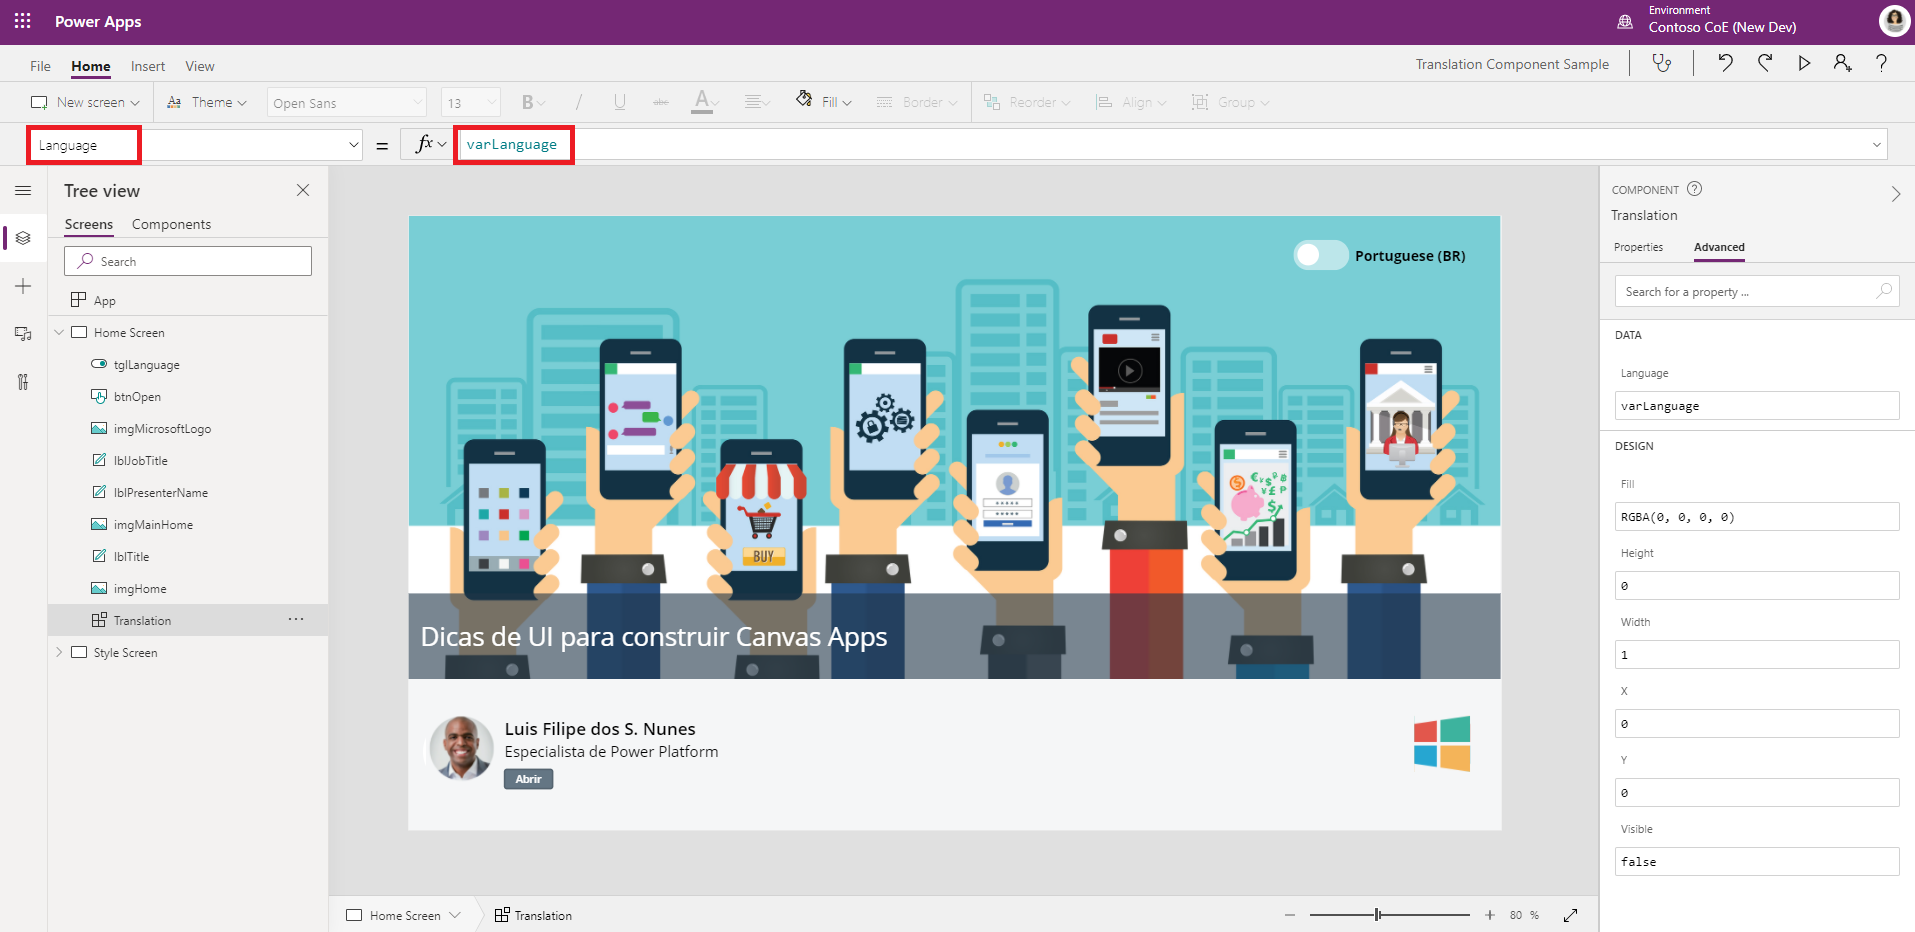 Power Apps
Environment
Contoso CoE (New Dev)
File Home Insert View
Translation Component Sample
New screen Theme Open Sans 13 B / U abc A Fill Border Reorder Align Group
Language = fx varLanguage
Tree view
Screens Components
Search
App
Home Screen
tglLanguage
btnOpen
imgMicrosoftLogo
lblJobTitle
lblPresenterName
imgMainHome
lblTitle
imgHome
Translation ...
Style Screen
Portuguese (BR)
BUY
Dicas de UI para construir Canvas Apps
Luis Filipe dos S. Nunes
Especialista de Power Platform
Abrir
COMPONENT ?
Translation
Properties Advanced
Search for a property ...
DATA
Language
varLanguage
DESIGN
Fill
RGBA(0, 0, 0, 0)
Height
0
Width
1
X
0
Y
0
Visible
false
Home Screen Translation
80 %